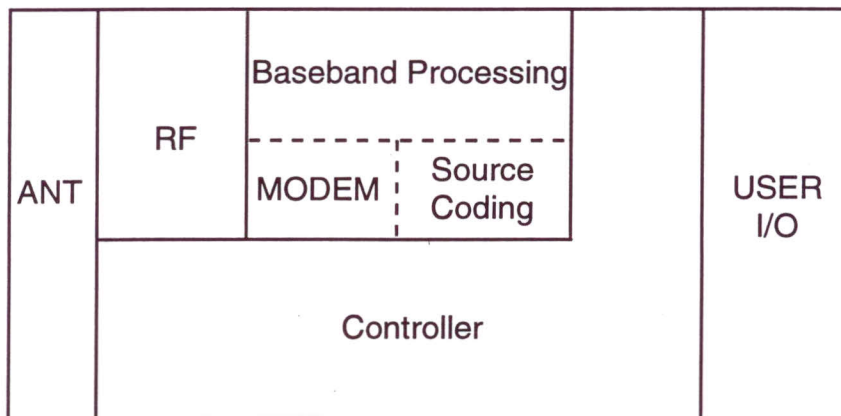 ANT
RF
Baseband Processing
MODEM
Source
Coding
USER
I/O
Controller